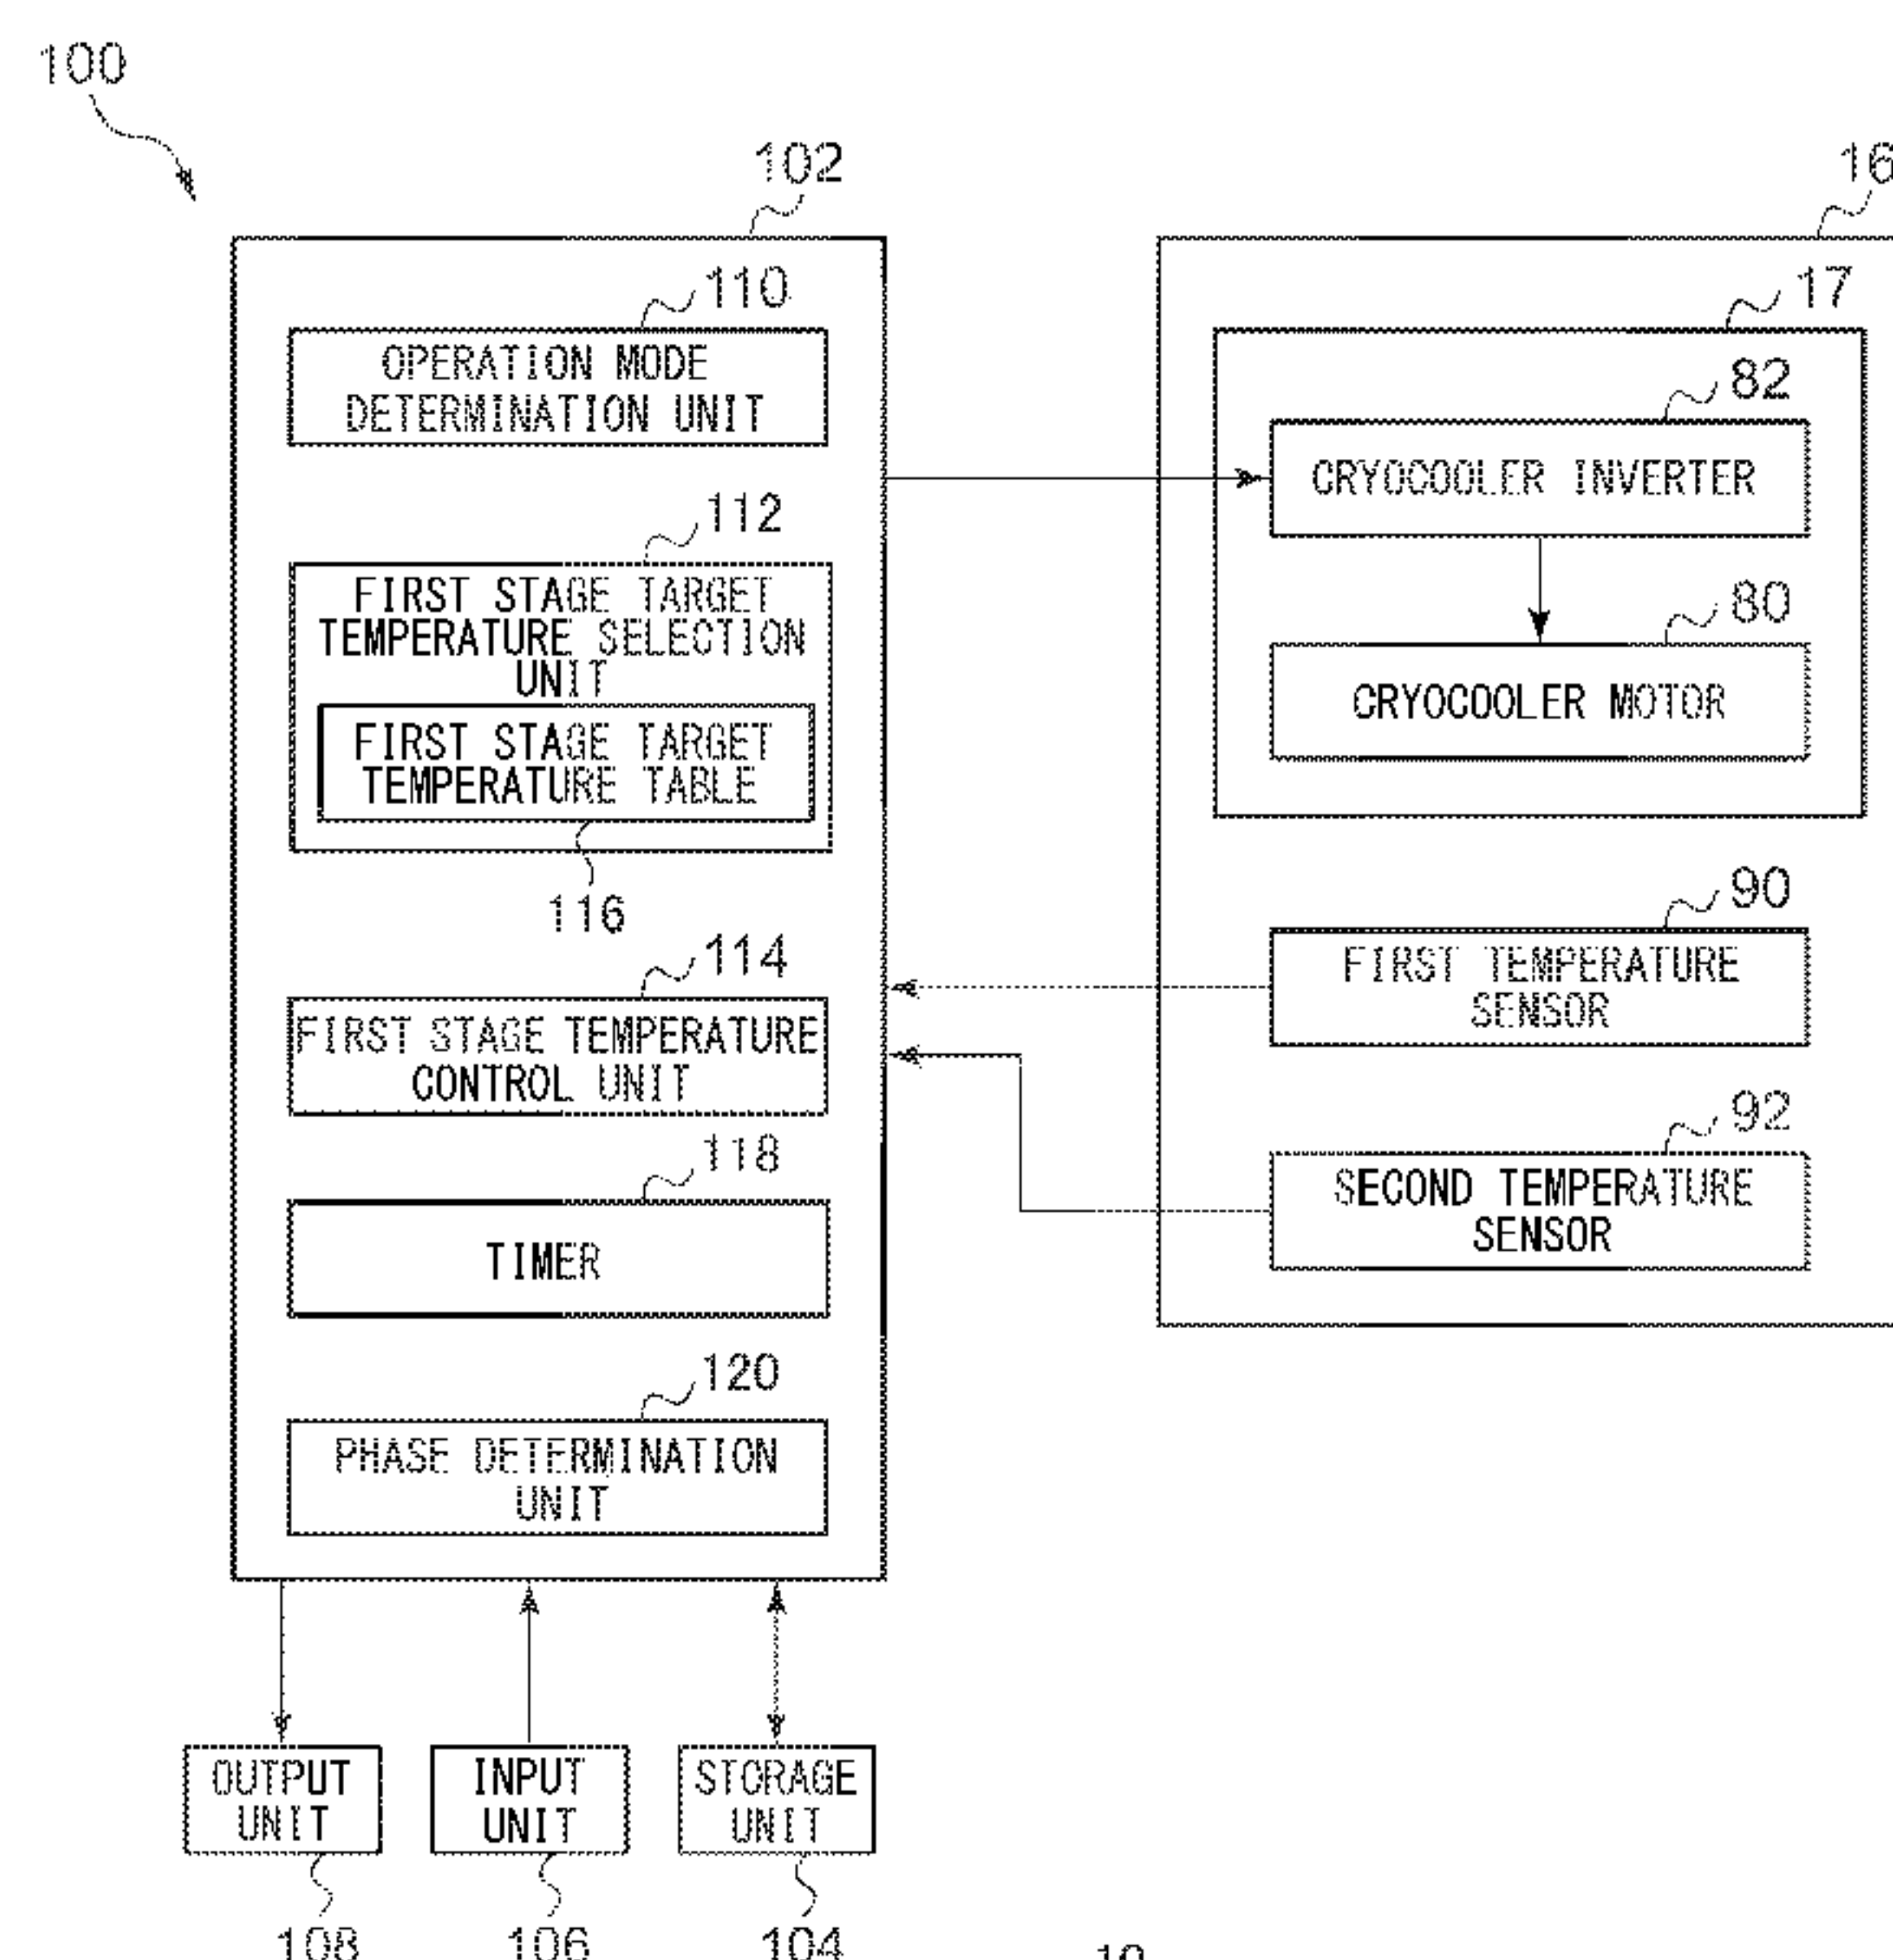 100
102
16
110
OPERATION MODE
DETERMINATION UNIT
17
82
CRYOCOOLER INVERTER
112
FIRST STAGE TARGET
TEMPERATURE SELECTION
UNIT
80
CRYOCOOLER MOTOR
FIRST STAGE TARGET
TEMPERATURE TABLE
116
90
FIRST TEMPERATURE
SENSOR
114
FIRST STAGE TEMPERATURE
CONTROL UNIT
92
SECOND TEMPERATURE
SENSOR
118
TIMER
120
PHASE DETERMINATION
UNIT
OUTPUT
UNIT
INPUT
UNIT
STORAGE
UNIT
108
106
104
10